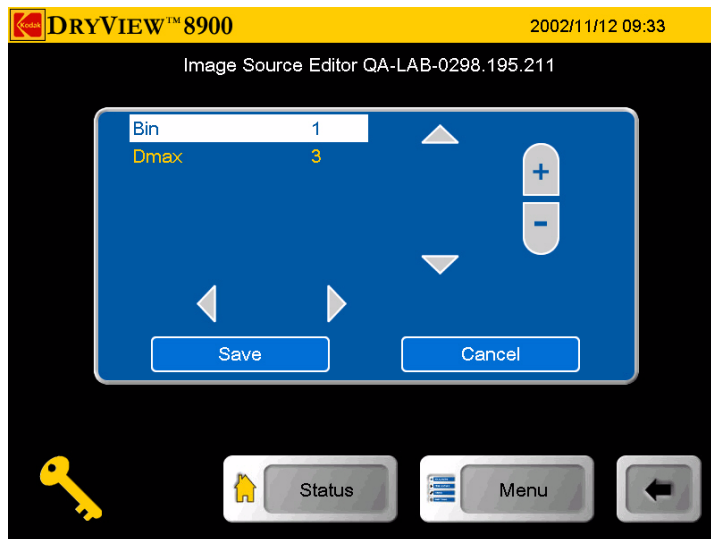 Kodak DRYVIEW™ 8900 2002/11/12 09:33
Image Source Editor QA-LAB-0298.195.211
Bin 1
Dmax 3
+
-
Save Cancel
Status Menu